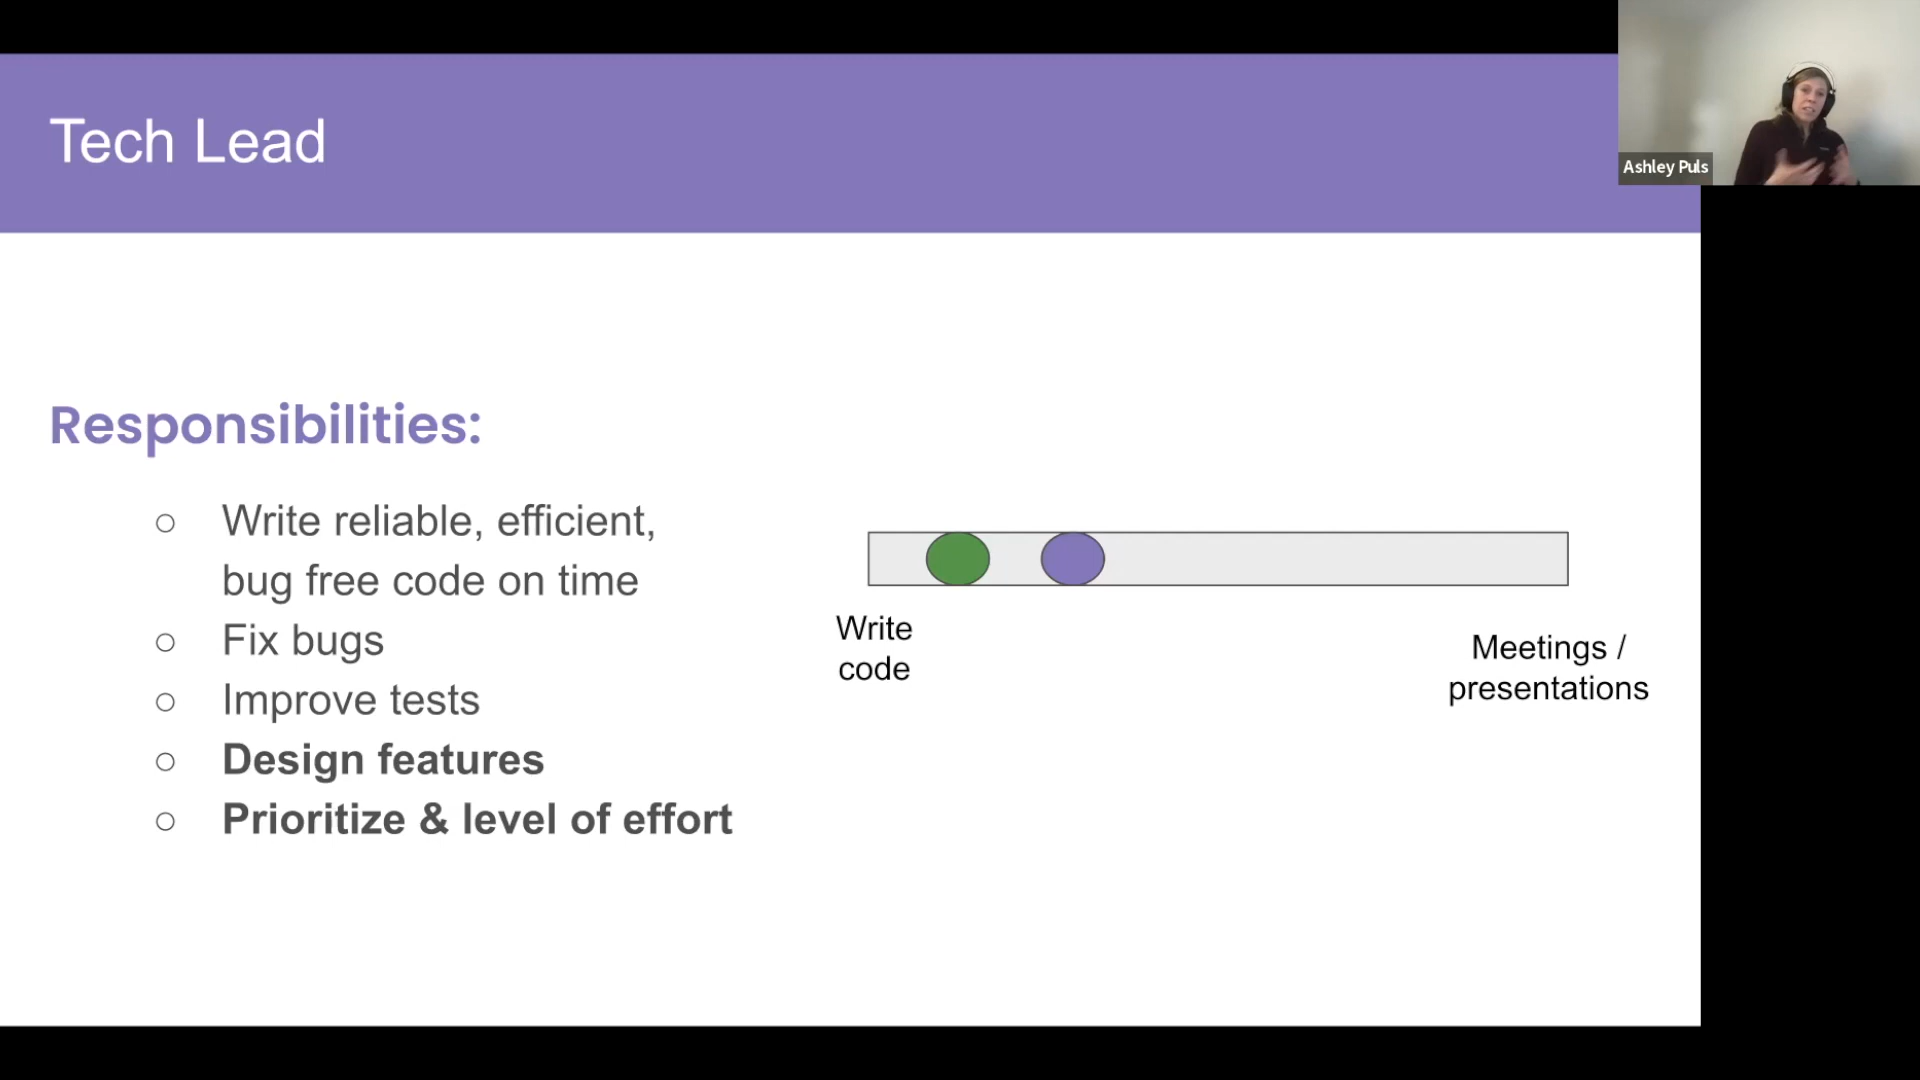 Tech Lead
Ashley Puls
Responsibilities:
Write reliable, efficient,
bug free code on time
Fix bugs
Improve tests
Design features
Prioritize & level of effort
Write
code
Meetings /
presentations